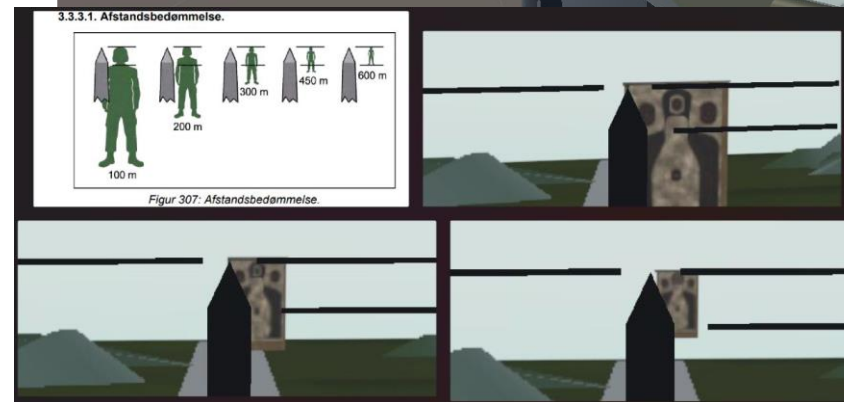 3.3.3.1. Afstandsbedømmelse.
100 m
200 m
300 m
450 m
600 m
Figur 307: Afstandsbedømmelse.